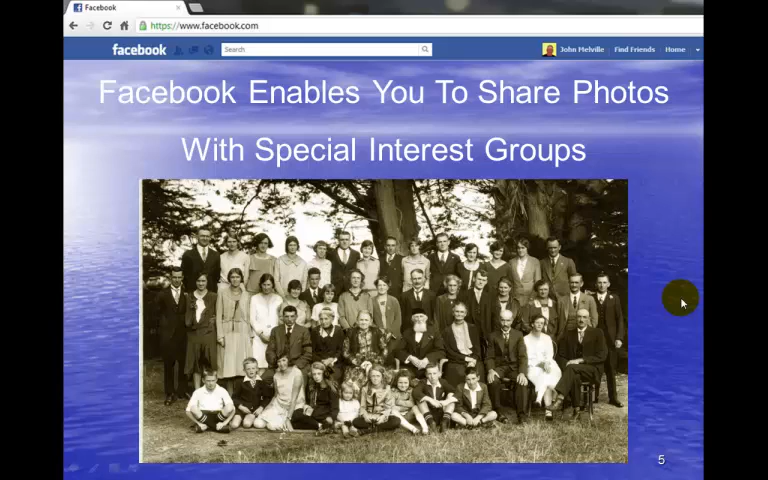 Facebook
https://www.facebook.com
facebook
Search
John Melville
Find Friends
Home
Facebook Enables You To Share Photos
With Special Interest Groups
5